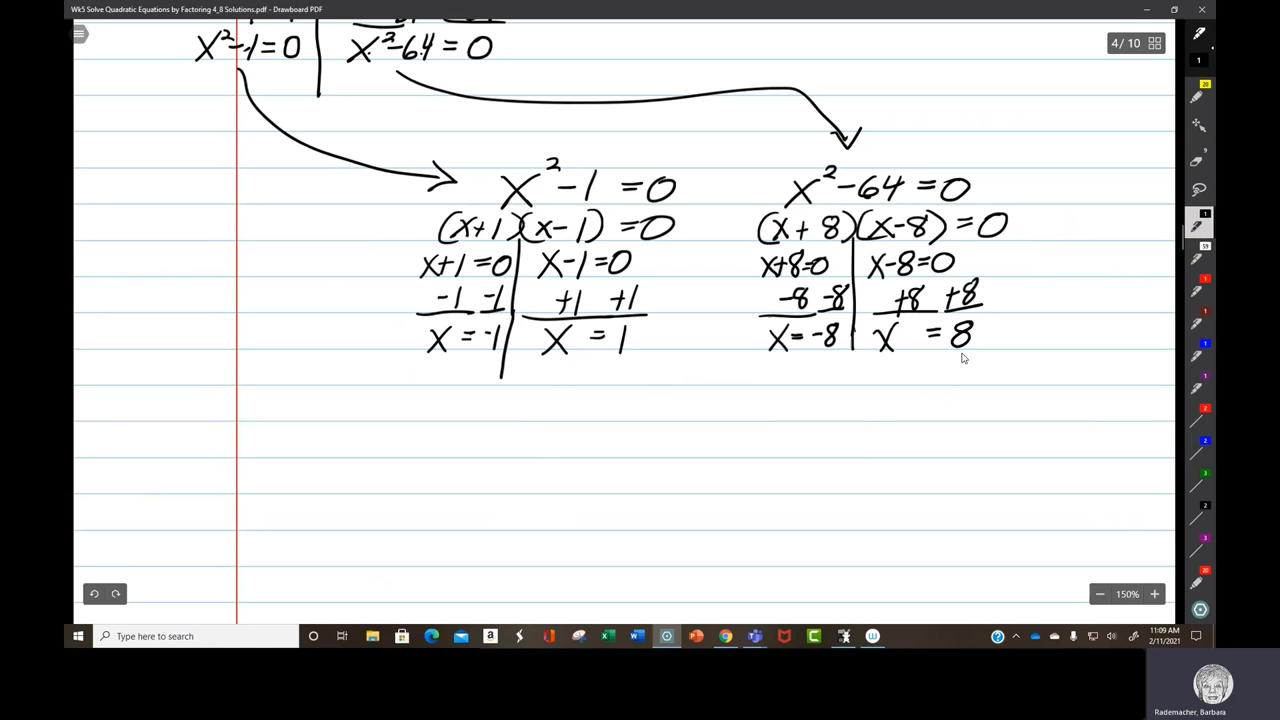 Wk5 Solve Quadratic Equations by Factoring 4_8 Solutions.pdf - Drawboard PDF
x²-1=0 x²-64=0
4 / 10
x²-1=0 x²-64=0
(x+1)(x-1)=0 (x+8)(x-8)=0
x+1=0 x-1=0 x+8=0 x-8=0
-1 -1 +1 +1 -8 -8 +8 +8
x=-1 x=1 x=-8 x=8
150%
Type here to search
11:09 AM
2/11/2021
Rademacher, Barbara